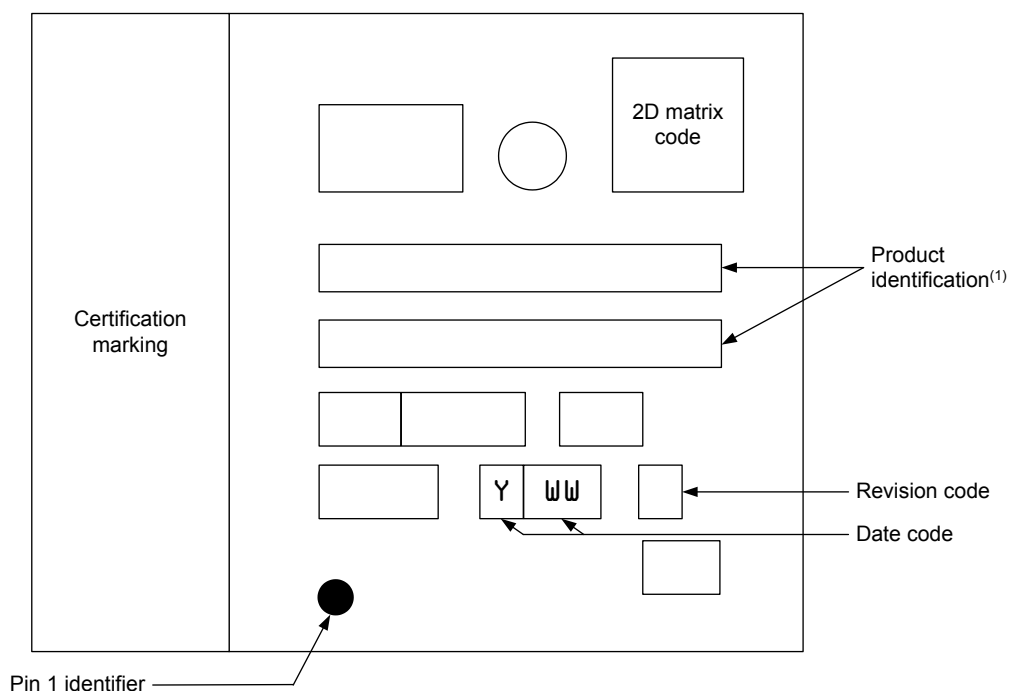 2D matrix
code
Product
identification(1)
Certification
marking
Y WW
Revision code
Date code
Pin 1 identifier